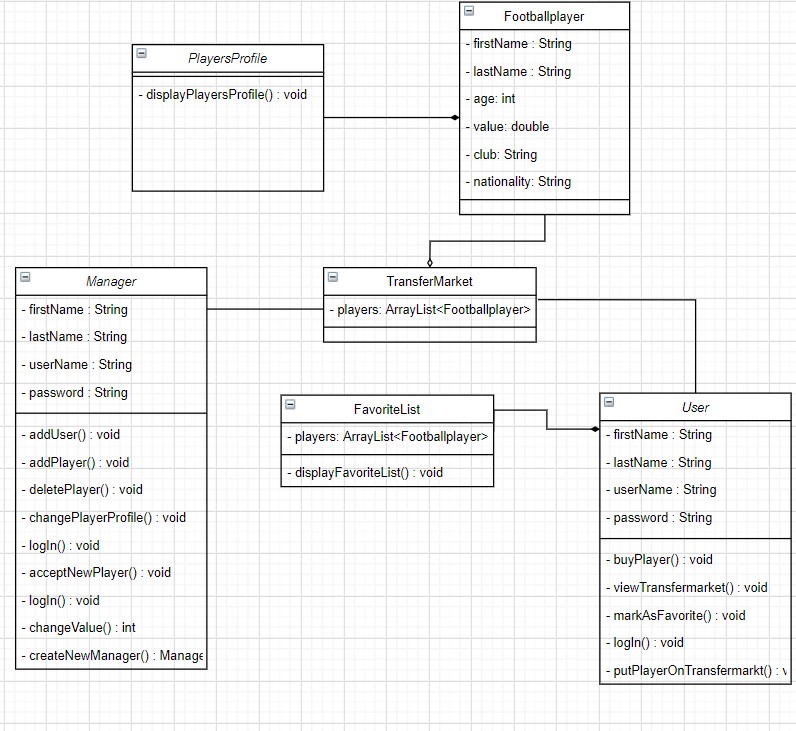 Footballplayer
- firstName : String
- lastName : String
- age: int
- value: double
- club: String
- nationality: String
PlayersProfile
- displayPlayersProfile() : void
Manager
- firstName : String
- lastName : String
- userName : String
- password : String
- addUser() : void
- addPlayer() : void
- deletePlayer() : void
- changePlayerProfile() : void
- logIn() : void
- acceptNewPlayer() : void
- logIn() : void
- changeValue() : int
- createNewManager() : Manage
TransferMarket
- players: ArrayList<Footballplayer>
FavoriteList
- players: ArrayList<Footballplayer>
- displayFavoriteList() : void
User
- firstName : String
- lastName : String
- userName : String
- password : String
- buyPlayer() : void
- viewTransfermarket() : void
- markAsFavorite() : void
- logIn() : void
- putPlayerOnTransfermarkt() :